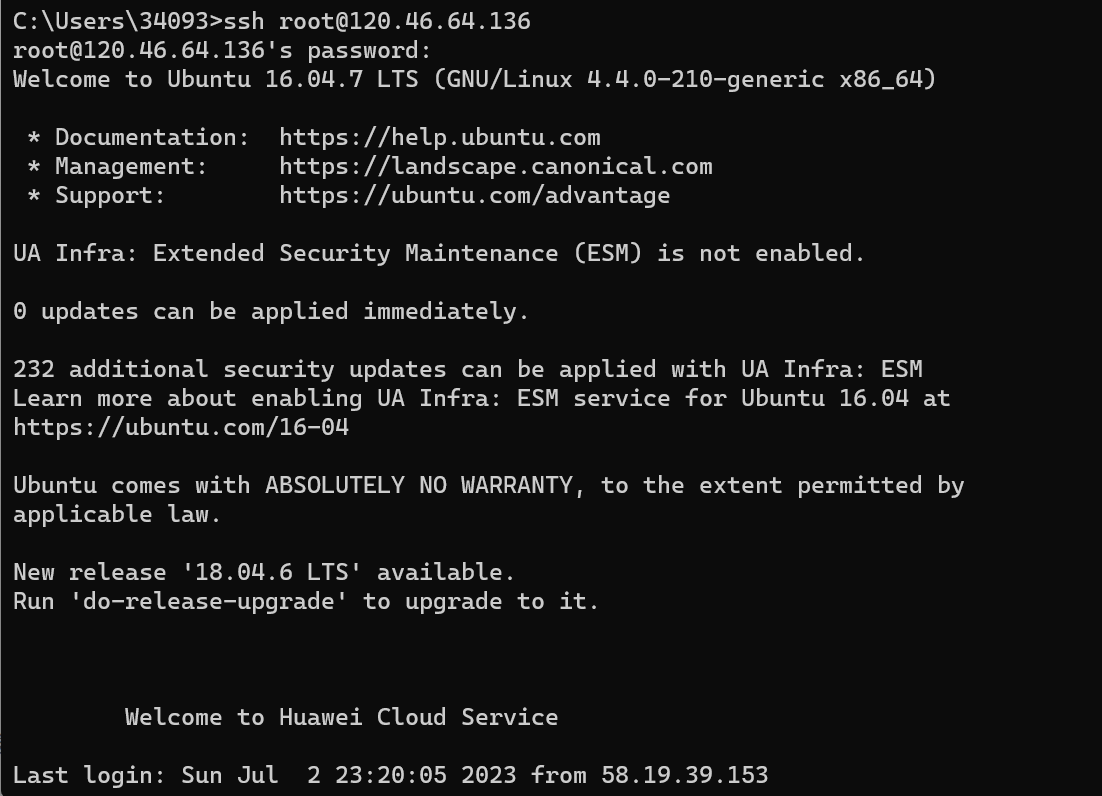 C:\Users\34093>ssh root@120.46.64.136
root@120.46.64.136's password:
Welcome to Ubuntu 16.04.7 LTS (GNU/Linux 4.4.0-210-generic x86_64)
* Documentation:  https://help.ubuntu.com
* Management:     https://landscape.canonical.com
* Support:        https://ubuntu.com/advantage
UA Infra: Extended Security Maintenance (ESM) is not enabled.
0 updates can be applied immediately.
232 additional security updates can be applied with UA Infra: ESM
Learn more about enabling UA Infra: ESM service for Ubuntu 16.04 at
https://ubuntu.com/16-04
Ubuntu comes with ABSOLUTELY NO WARRANTY, to the extent permitted by
applicable law.
New release '18.04.6 LTS' available.
Run 'do-release-upgrade' to upgrade to it.
Welcome to Huawei Cloud Service
Last login: Sun Jul  2 23:20:05 2023 from 58.19.39.153